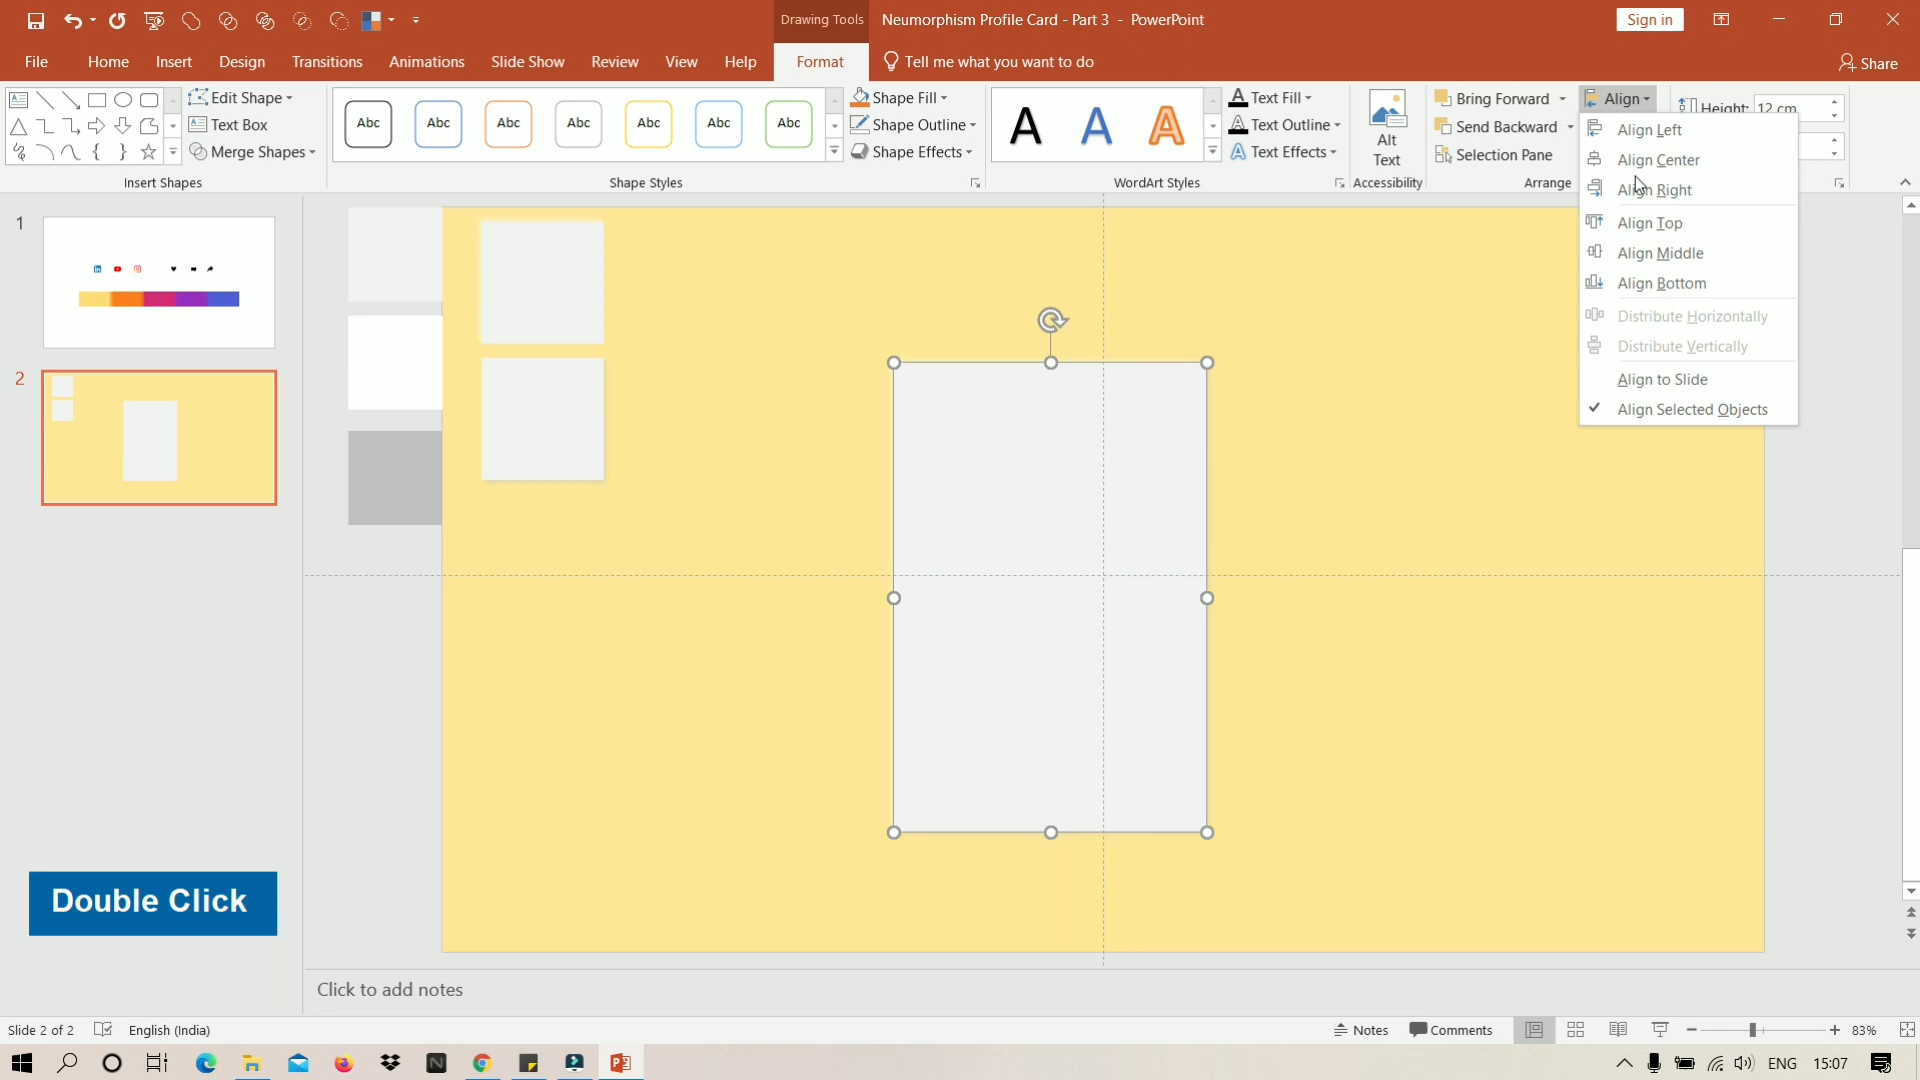 Drawing Tools
Neumorphism Profile Card - Part 3 - PowerPoint
Sign in
File
Home
Insert
Design
Transitions
Animations
Slide Show
Review
View
Help
Format
Tell me what you want to do
Share
Edit Shape
Text Box
Merge Shapes
Insert Shapes
Abc
Abc
Abc
Abc
Abc
Abc
Abc
Shape Styles
Shape Fill
Shape Outline
Shape Effects
A
A
A
WordArt Styles
Text Fill
Text Outline
Text Effects
Alt
Text
Accessibility
Bring Forward
Send Backward
Selection Pane
Arrange
Align
Height: 12 cm
Align Left
Align Center
Align Right
Align Top
Align Middle
Align Bottom
Distribute Horizontally
Distribute Vertically
Align to Slide
Align Selected Objects
1
2
Double Click
Click to add notes
Slide 2 of 2
English (India)
Notes
Comments
83%
ENG
15:07